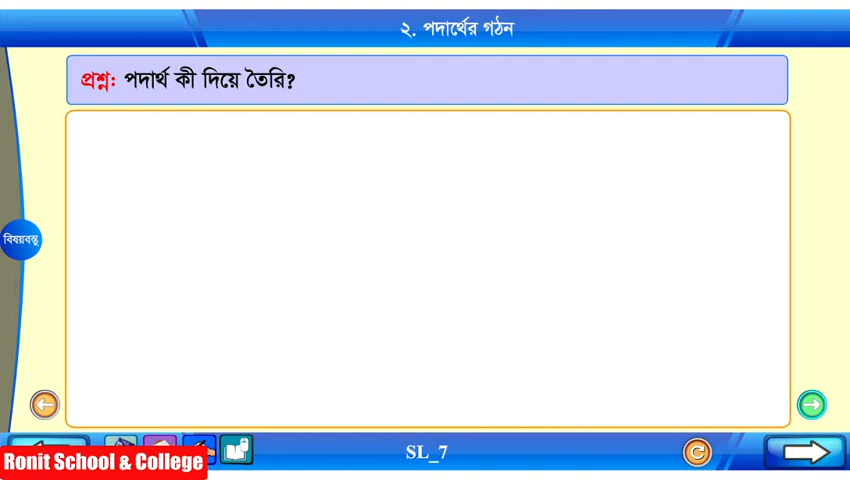 ২. পদার্থের গঠন
প্রশ্ন: পদার্থ কী দিয়ে তৈরি?
বিষয়বস্তু
SL_7
Ronit School & College